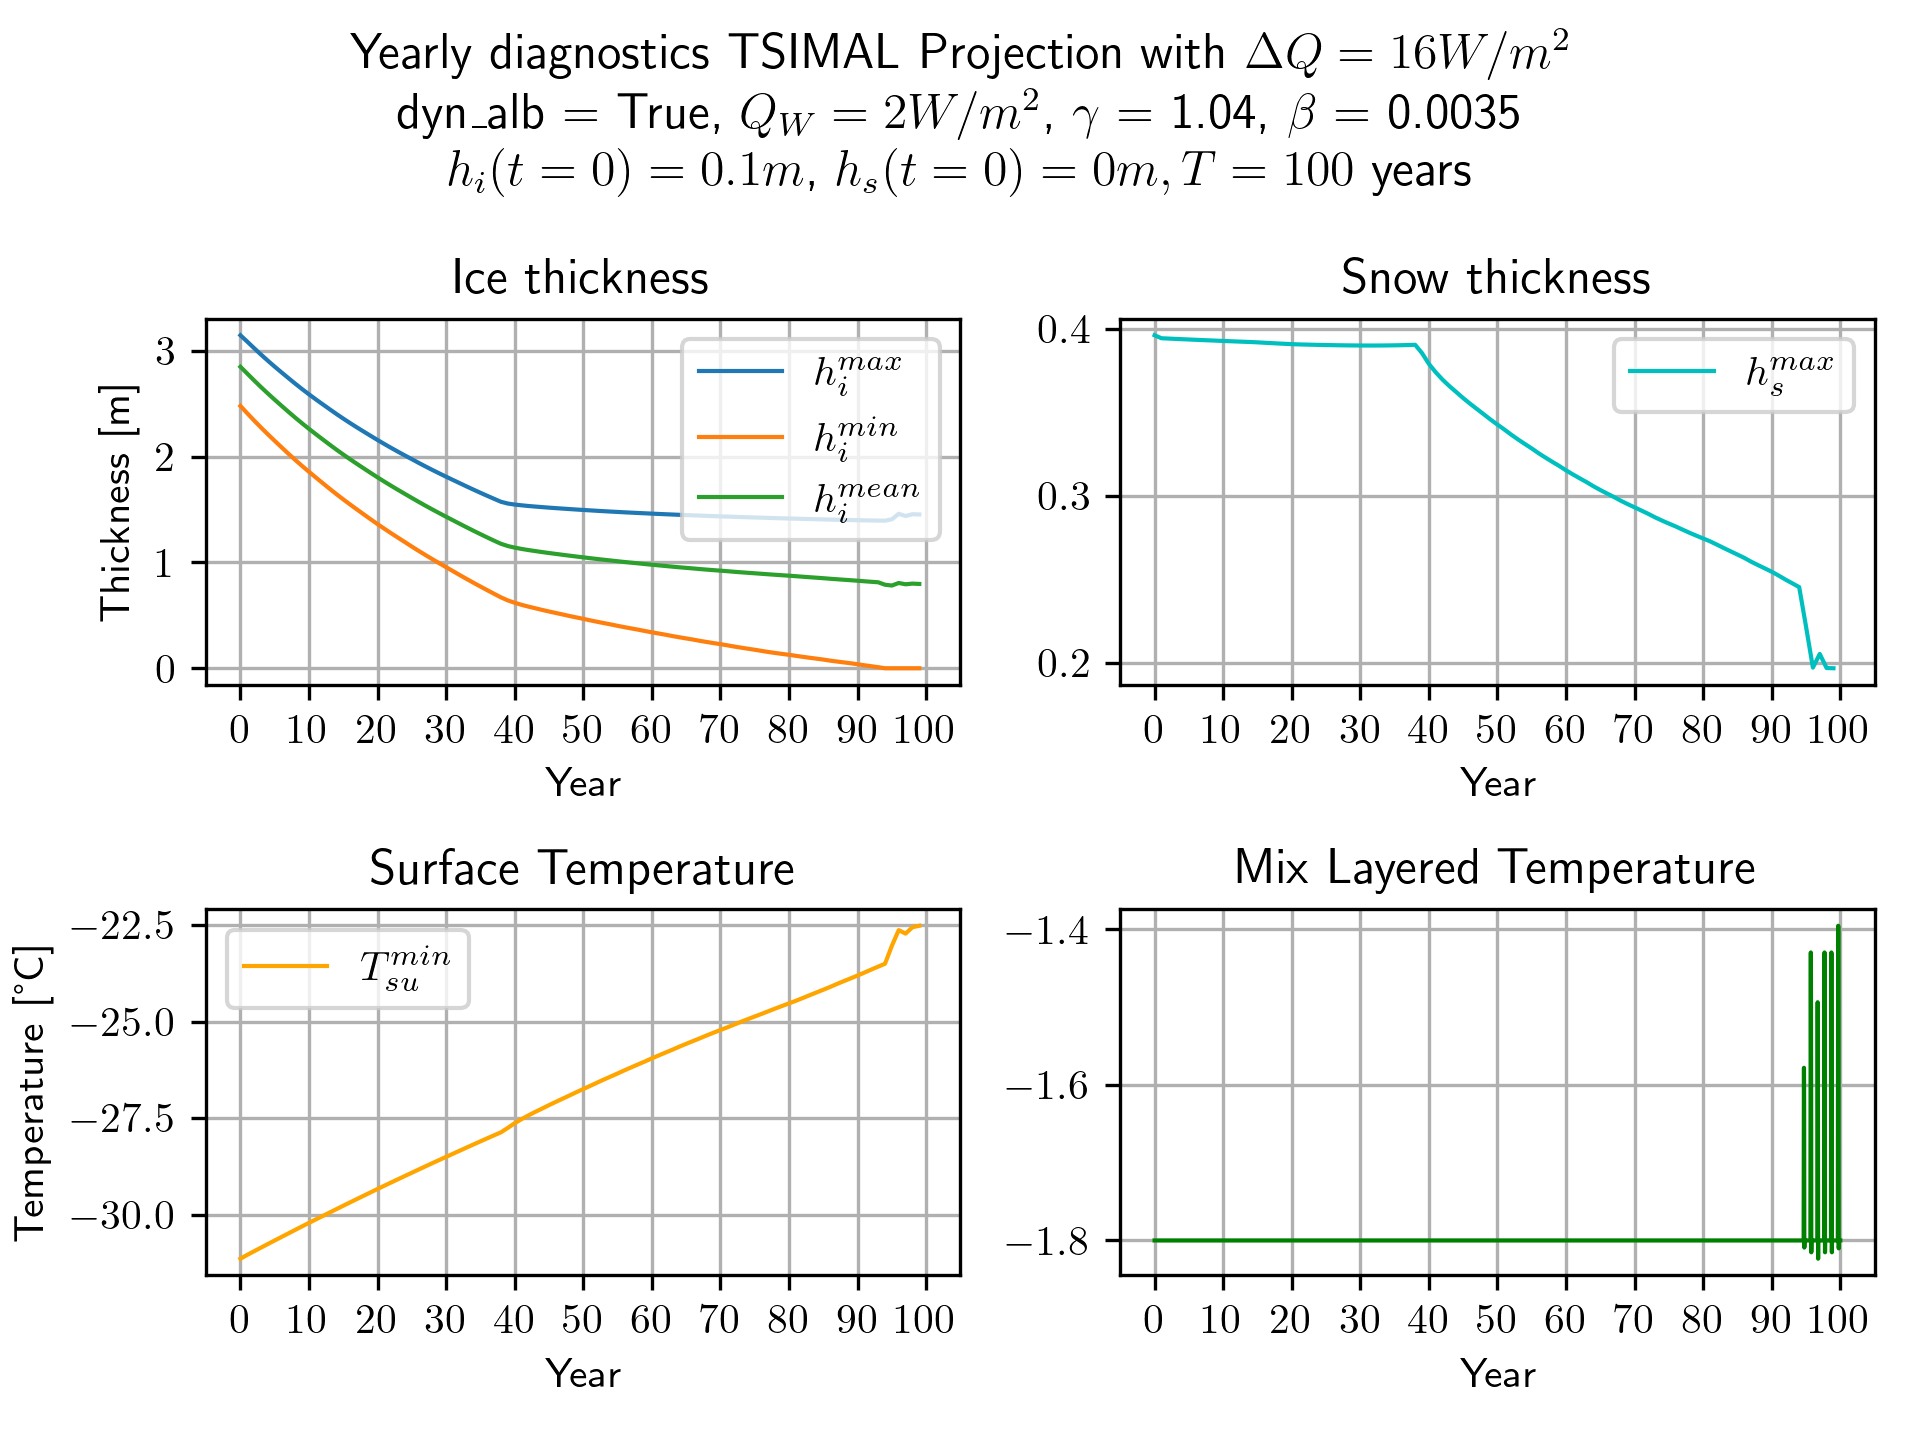 Yearly diagnostics TSIMAL Projection with ΔQ = 16W/m²
dyn_alb = True, Q_W = 2W/m², γ = 1.04, β = 0.0035
h_i(t = 0) = 0.1m, h_s(t = 0) = 0m, T = 100 years
Ice thickness
Thickness [m]
3
2
1
0
h_i^{max}
h_i^{min}
h_i^{mean}
0 10 20 30 40 50 60 70 80 90 100
Year
Snow thickness
0.4
0.3
0.2
h_s^{max}
0 10 20 30 40 50 60 70 80 90 100
Year
Surface Temperature
Temperature [°C]
−22.5
−25.0
−27.5
−30.0
T_{su}^{min}
0 10 20 30 40 50 60 70 80 90 100
Year
Mix Layered Temperature
−1.4
−1.6
−1.8
0 10 20 30 40 50 60 70 80 90 100
Year